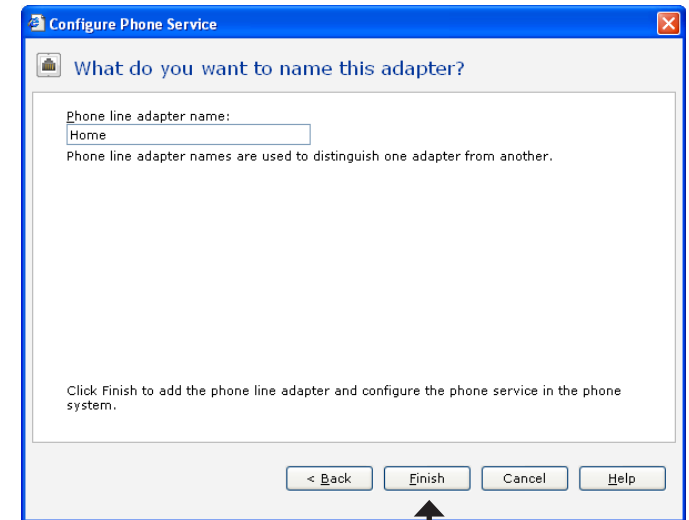 Configure Phone Service
What do you want to name this adapter?
Phone line adapter name:
Home
Phone line adapter names are used to distinguish one adapter from another.
Click Finish to add the phone line adapter and configure the phone service in the phone
system.
< Back Finish Cancel Help